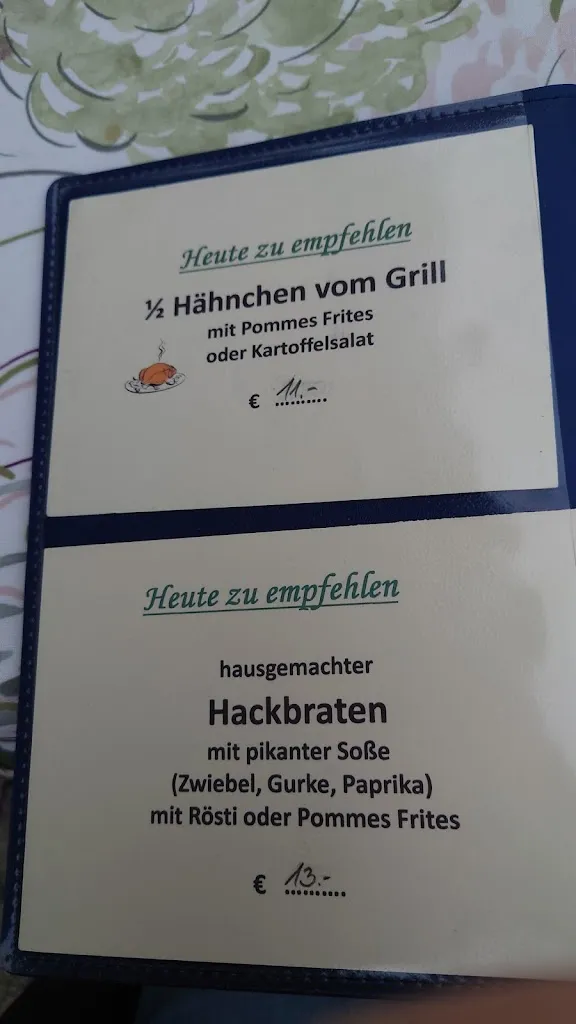 Heute zu empfehlen
½ Hähnchen vom Grill
mit Pommes Frites
oder Kartoffelsalat
€ 11.-
Heute zu empfehlen
hausgemachter
Hackbraten
mit pikanter Soße
(Zwiebel, Gurke, Paprika)
mit Rösti oder Pommes Frites
€ 13.-